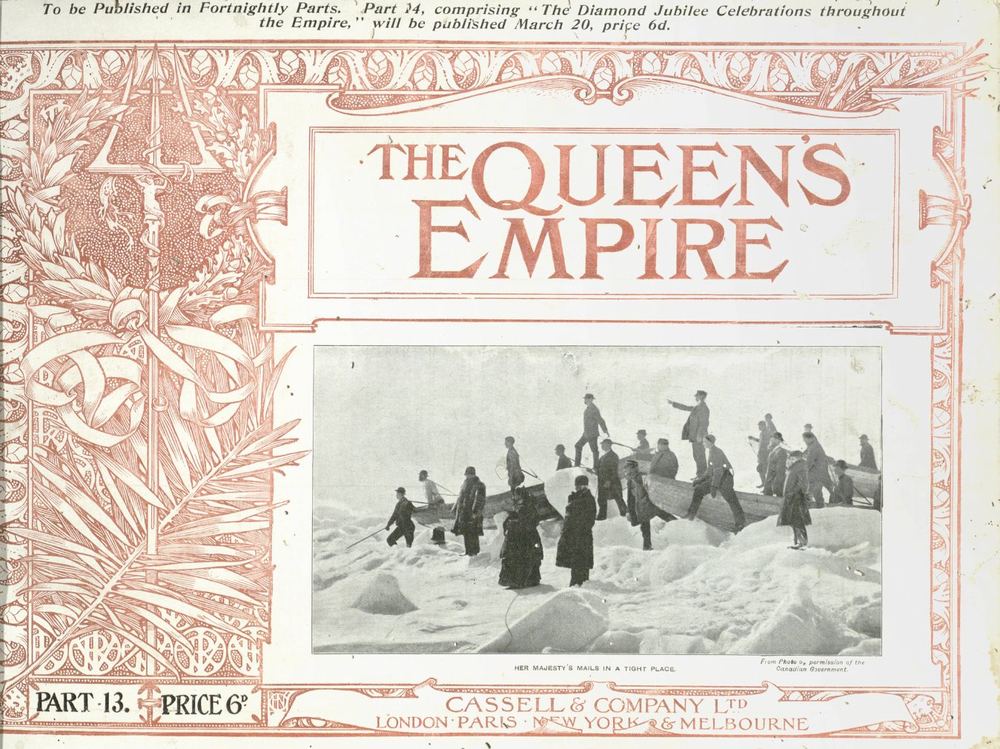 To be Published in Fortnightly Parts. Part 14, comprising "The Diamond Jubilee Celebrations throughout
the Empire," will be published March 20, price 6d.
THE QUEEN'S
EMPIRE
HER MAJESTY'S MAILS IN A TIGHT PLACE.
From Photo by permission of the
Canadian Government.
PART 13. PRICE 6D
CASSELL & COMPANY LTD
LONDON · PARIS · NEW YORK & MELBOURNE